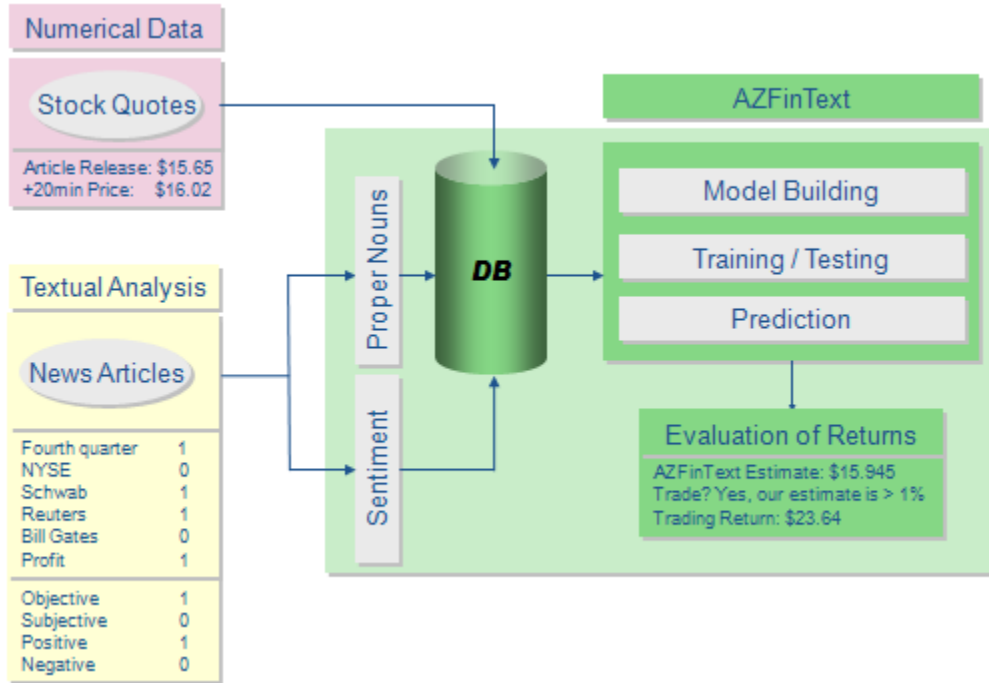 Numerical Data
Stock Quotes
Article Release: $15.65
+20min Price: $16.02
Textual Analysis
News Articles
Fourth quarter 1
NYSE 0
Schwab 1
Reuters 1
Bill Gates 0
Profit 1
Objective 1
Subjective 0
Positive 1
Negative 0
Proper Nouns
Sentiment
DB
AZFinText
Model Building
Training / Testing
Prediction
Evaluation of Returns
AZFinText Estimate: $15.945
Trade? Yes, our estimate is > 1%
Trading Return: $23.64